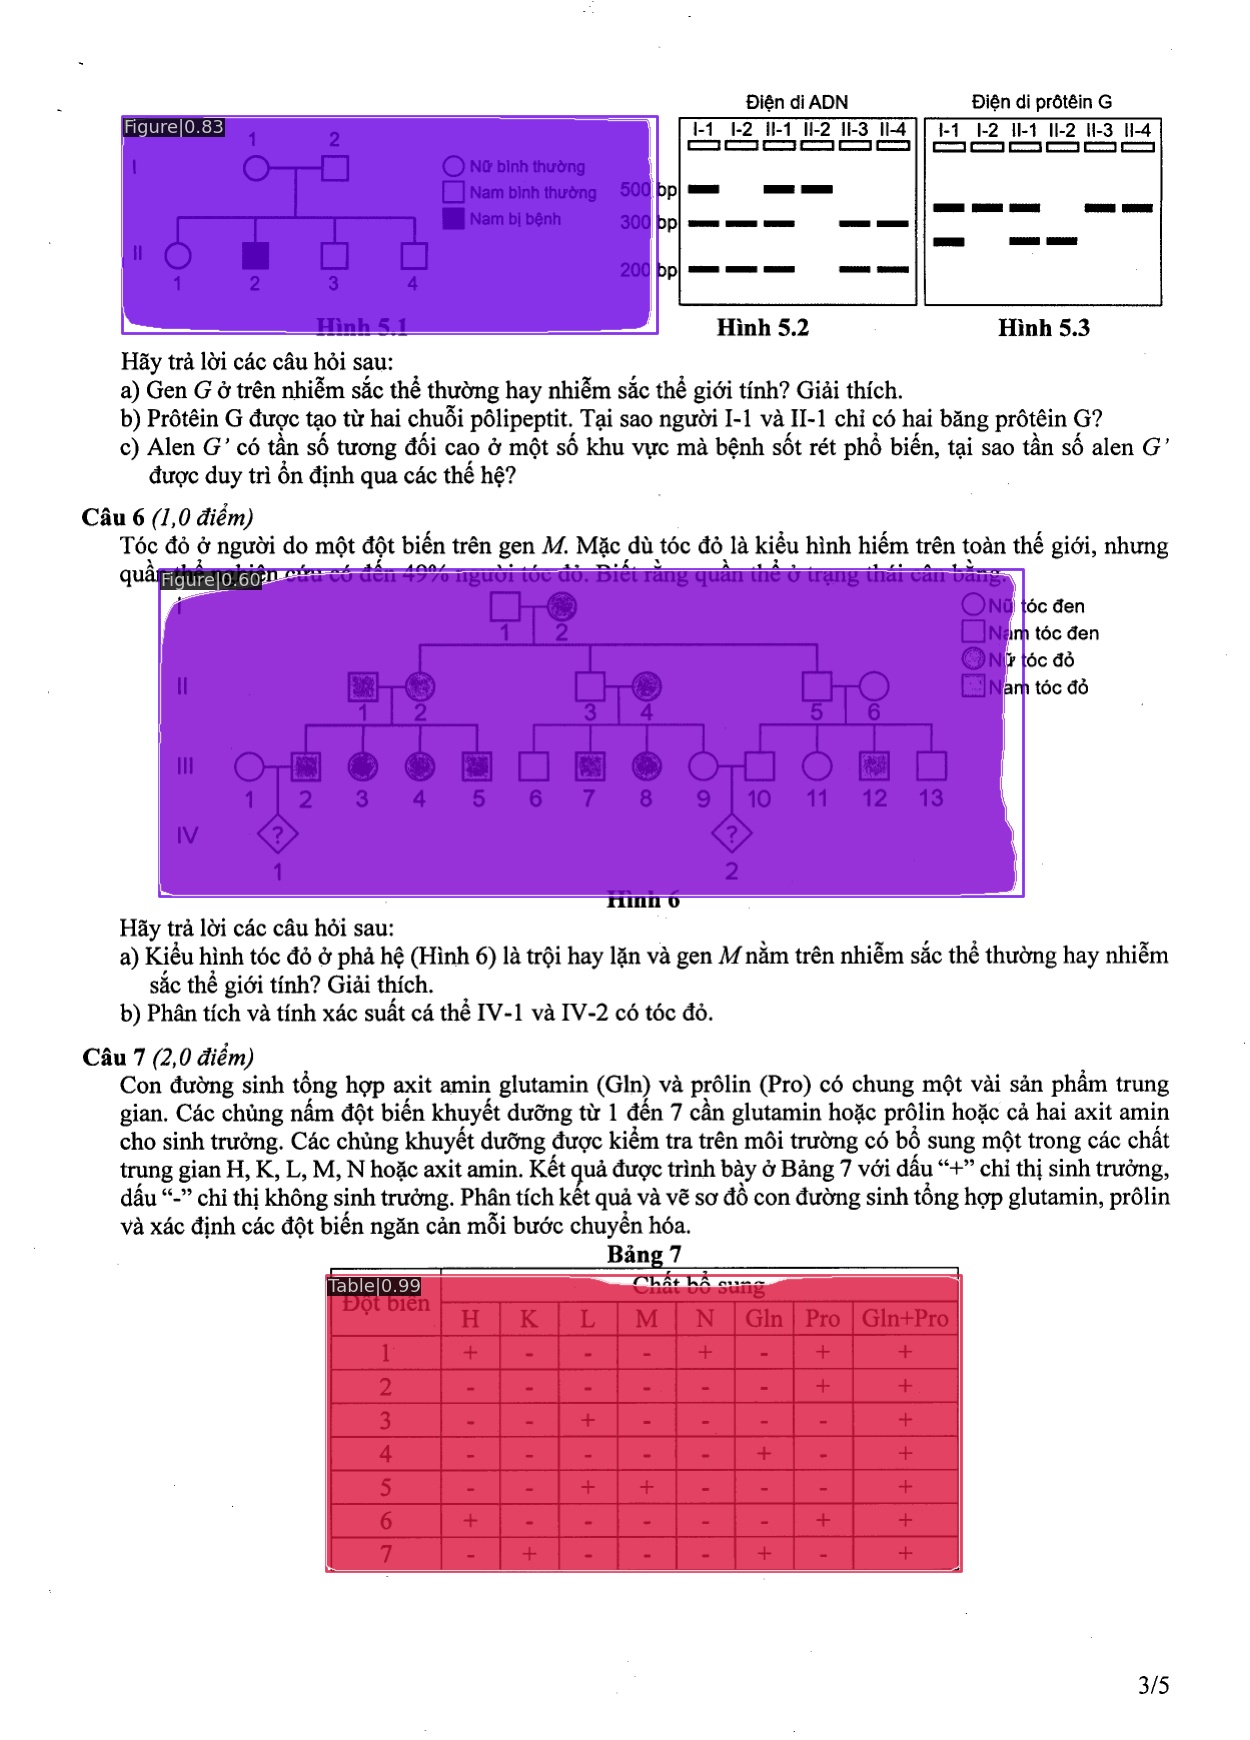 Điện di ADN
Điện di prôtêin G
Figure|0.83
1 2
I-1 I-2 II-1 II-2 II-3 II-4
I-1 I-2 II-1 II-2 II-3 II-4
I
Nữ bình thường
Nam bình thường
Nam bị bệnh
500 bp
300 bp
200 bp
II
1 2 3 4
Hình 5.1
Hình 5.2
Hình 5.3
Hãy trả lời các câu hỏi sau:
a) Gen G ở trên nhiễm sắc thể thường hay nhiễm sắc thể giới tính? Giải thích.
b) Prôtêin G được tạo từ hai chuỗi pôlipeptit. Tại sao người I-1 và II-1 chỉ có hai băng prôtêin G?
c) Alen G' có tần số tương đối cao ở một số khu vực mà bệnh sốt rét phổ biến, tại sao tần số alen G'
được duy trì ổn định qua các thế hệ?
Câu 6 (1,0 điểm)
Tóc đỏ ở người do một đột biến trên gen M. Mặc dù tóc đỏ là kiểu hình hiếm trên toàn thế giới, nhưng
quần thể nghiên cứu có đến 49% người tóc đỏ. Biết rằng quần thể ở trạng thái cân bằng.
Figure|0.60
I
1 2
Nữ tóc đen
Nam tóc đen
Nữ tóc đỏ
Nam tóc đỏ
II
1 2 3 4 5 6
III
1 2 3 4 5 6 7 8 9 10 11 12 13
IV
? ?
1 2
Hình 6
Hãy trả lời các câu hỏi sau:
a) Kiểu hình tóc đỏ ở phả hệ (Hình 6) là trội hay lặn và gen M nằm trên nhiễm sắc thể thường hay nhiễm
sắc thể giới tính? Giải thích.
b) Phân tích và tính xác suất cá thể IV-1 và IV-2 có tóc đỏ.
Câu 7 (2,0 điểm)
Con đường sinh tổng hợp axit amin glutamin (Gln) và prôlin (Pro) có chung một vài sản phẩm trung
gian. Các chủng nấm đột biến khuyết dưỡng từ 1 đến 7 cần glutamin hoặc prôlin hoặc cả hai axit amin
cho sinh trưởng. Các chủng khuyết dưỡng được kiểm tra trên môi trường có bổ sung một trong các chất
trung gian H, K, L, M, N hoặc axit amin. Kết quả được trình bày ở Bảng 7 với dấu “+” chỉ thị sinh trưởng,
dấu “-” chỉ thị không sinh trưởng. Phân tích kết quả và vẽ sơ đồ con đường sinh tổng hợp glutamin, prôlin
và xác định các đột biến ngăn cản mỗi bước chuyển hóa.
Bảng 7
Table|0.99
Đột biến
Chất bổ sung
H K L M N Gln Pro Gln+Pro
1 + - - - + - + +
2 - - - - - - + +
3 - - + - - - - +
4 - - - - - + - +
5 - - + + - - - +
6 + - - - - - + +
7 - + - - - + - +
3/5